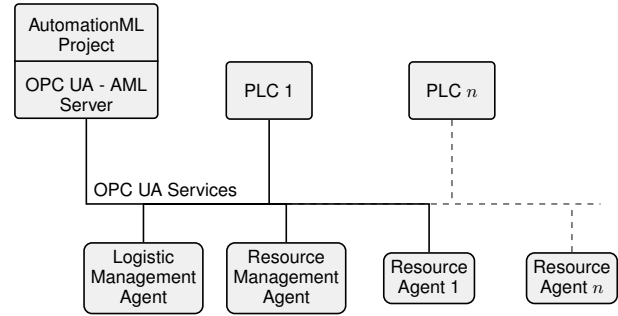 AutomationML
Project
OPC UA - AML
Server
PLC 1
PLC n
OPC UA Services
Logistic
Management
Agent
Resource
Management
Agent
Resource
Agent 1
Resource
Agent n